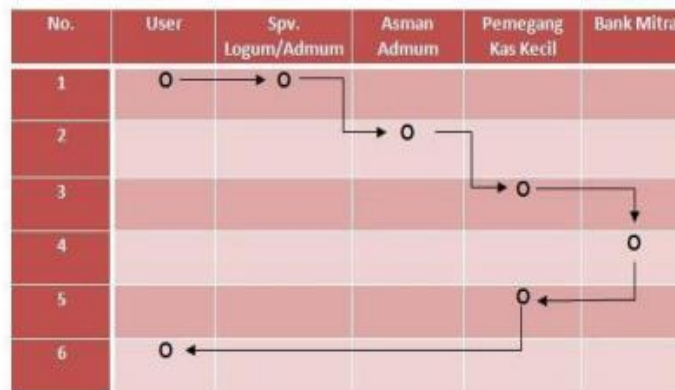 No.
User
Spv.
Logum/Admum
Asman
Admum
Pemegang
Kas Kecil
Bank Mitra
1
O
O
2
O
3
O
4
O
5
O
6
O